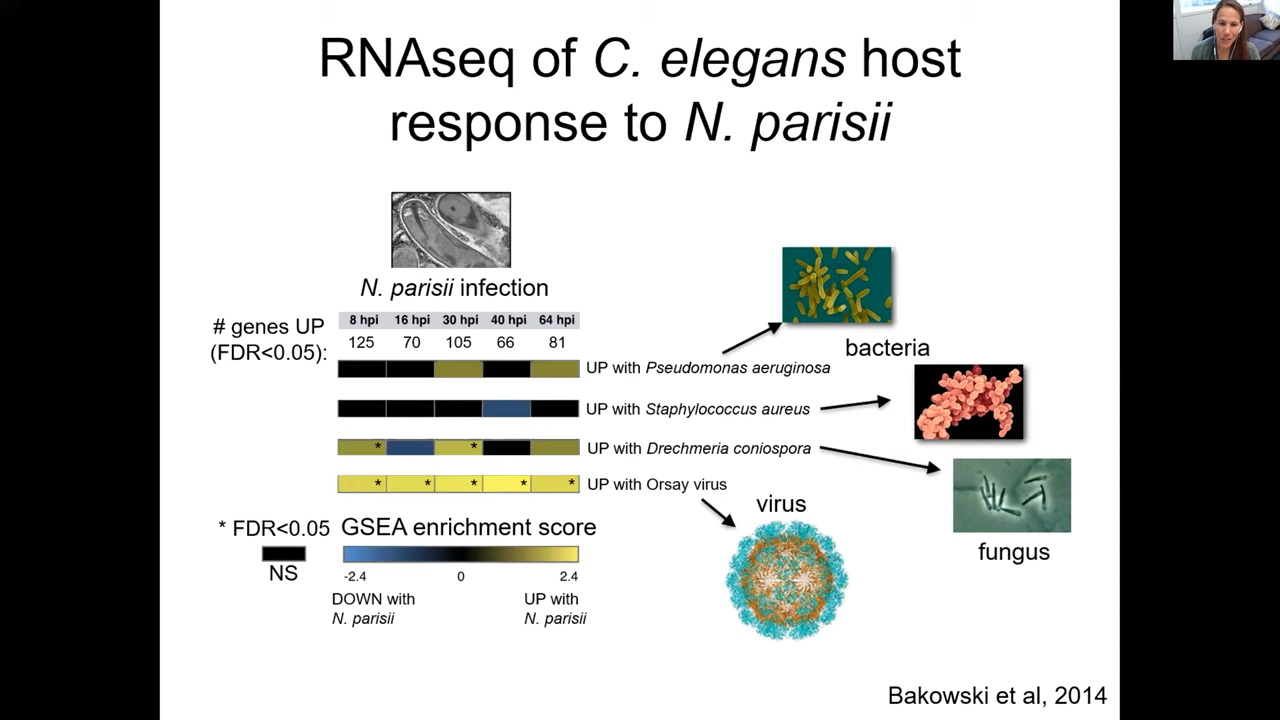 RNAseq of C. elegans host
response to N. parisii
N. parisii infection
# genes UP
(FDR<0.05):
8 hpi 16 hpi 30 hpi 40 hpi 64 hpi
125 70 105 66 81
UP with Pseudomonas aeruginosa
UP with Staphylococcus aureus
* * UP with Drechmeria coniospora
* * * * * UP with Orsay virus
bacteria
fungus
virus
* FDR<0.05
NS
GSEA enrichment score
-2.4 0 2.4
DOWN with
N. parisii
UP with
N. parisii
Bakowski et al, 2014